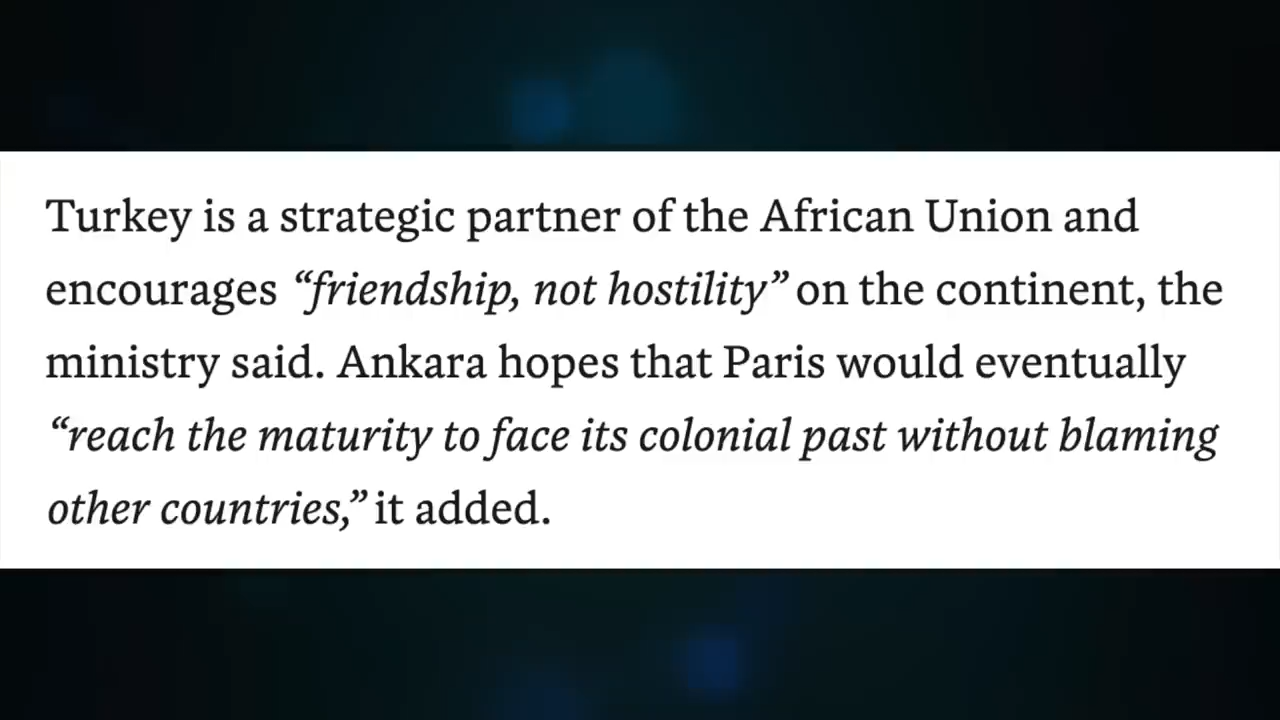 Turkey is a strategic partner of the African Union and
encourages “friendship, not hostility” on the continent, the
ministry said. Ankara hopes that Paris would eventually
“reach the maturity to face its colonial past without blaming
other countries,” it added.